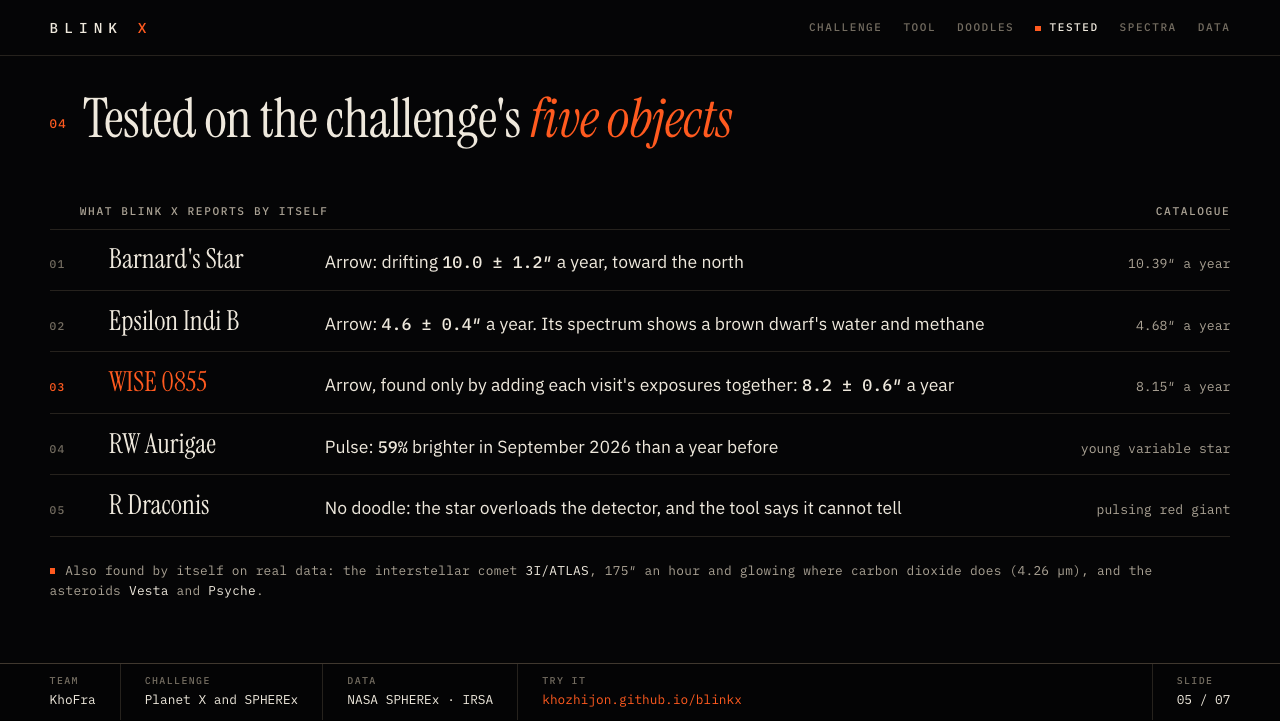 BLINK X
CHALLENGE TOOL DOODLES TESTED SPECTRA DATA
04 Tested on the challenge's five objects
WHAT BLINK X REPORTS BY ITSELF CATALOGUE
01 Barnard's Star Arrow: drifting 10.0 ± 1.2″ a year, toward the north 10.39″ a year
02 Epsilon Indi B Arrow: 4.6 ± 0.4″ a year. Its spectrum shows a brown dwarf's water and methane 4.68″ a year
03 WISE 0855 Arrow, found only by adding each visit's exposures together: 8.2 ± 0.6″ a year 8.15″ a year
04 RW Aurigae Pulse: 59% brighter in September 2026 than a year before young variable star
05 R Draconis No doodle: the star overloads the detector, and the tool says it cannot tell pulsing red giant
Also found by itself on real data: the interstellar comet 3I/ATLAS, 175″ an hour and glowing where carbon dioxide does (4.26 µm), and the
asteroids Vesta and Psyche.
TEAM CHALLENGE DATA TRY IT SLIDE
KhoFra Planet X and SPHEREx NASA SPHEREx · IRSA khozhijon.github.io/blinkx 05 / 07